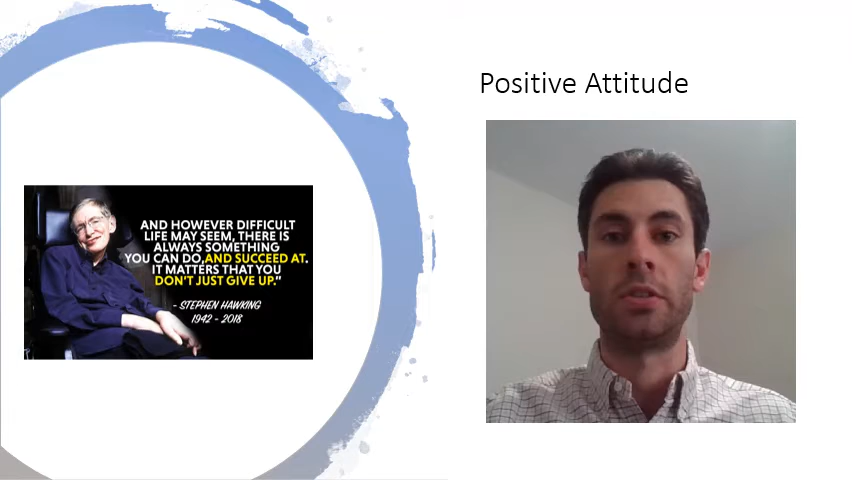 Positive Attitude
AND HOWEVER DIFFICULT
LIFE MAY SEEM, THERE IS
ALWAYS SOMETHING
YOU CAN DO,AND SUCCEED AT.
IT MATTERS THAT YOU
DON'T JUST GIVE UP."
- STEPHEN HAWKING
1942 - 2018